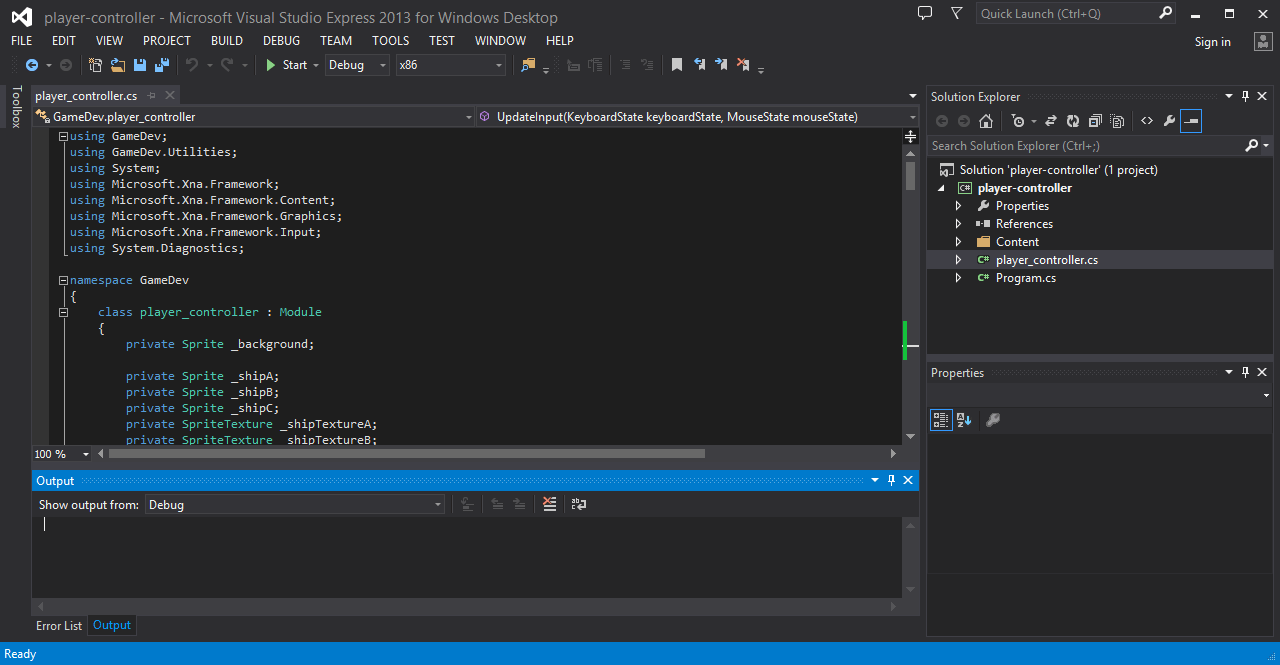 player-controller - Microsoft Visual Studio Express 2013 for Windows Desktop
Quick Launch (Ctrl+Q)
FILE EDIT VIEW PROJECT BUILD DEBUG TEAM TOOLS TEST WINDOW HELP
Sign in
Start Debug x86
Toolbox
player_controller.cs
GameDev.player_controller
UpdateInput(KeyboardState keyboardState, MouseState mouseState)
using GameDev;
using GameDev.Utilities;
using System;
using Microsoft.Xna.Framework;
using Microsoft.Xna.Framework.Content;
using Microsoft.Xna.Framework.Graphics;
using Microsoft.Xna.Framework.Input;
using System.Diagnostics;
namespace GameDev
{
class player_controller : Module
{
private Sprite _background;
private Sprite _shipA;
private Sprite _shipB;
private Sprite _shipC;
private SpriteTexture _shipTextureA;
private SpriteTexture _shipTextureB;
100 %
Output
Show output from: Debug
Error List Output
Solution Explorer
Search Solution Explorer (Ctrl+;)
Solution 'player-controller' (1 project)
C# player-controller
Properties
References
Content
C# player_controller.cs
C# Program.cs
Properties
Ready